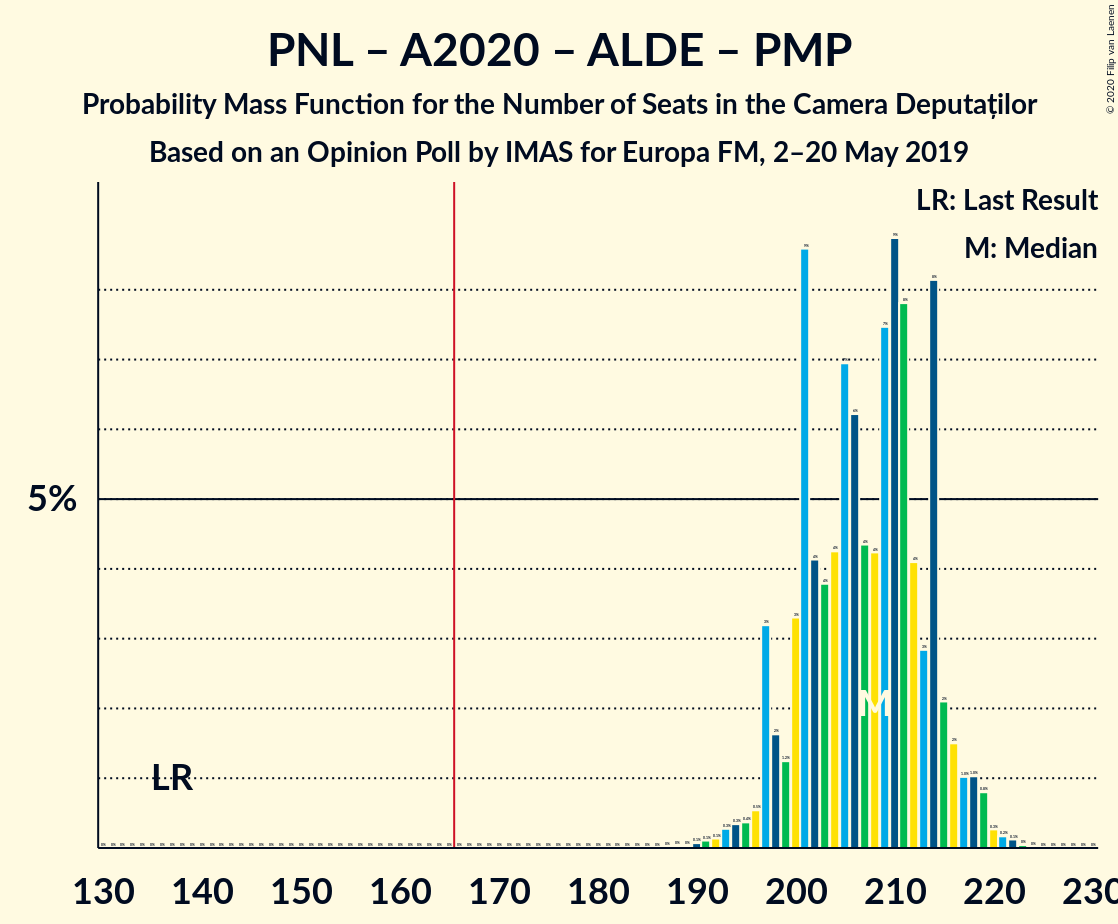 PNL – A2020 – ALDE – PMP
Probability Mass Function for the Number of Seats in the Camera Deputaților
Based on an Opinion Poll by IMAS for Europa FM, 2–20 May 2019
© 2020 Filip van Laenen
LR: Last Result
M: Median
5%
LR
M
130 140 150 160 170 180 190 200 210 220 230